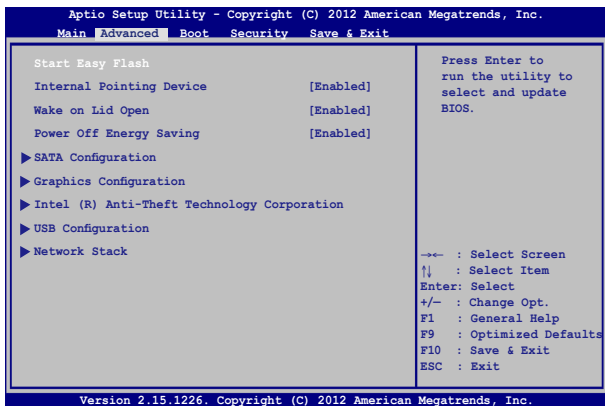 Aptio Setup Utility - Copyright (C) 2012 American Megatrends, Inc.
Main Advanced Boot Security Save & Exit
Start Easy Flash
Internal Pointing Device [Enabled]
Wake on Lid Open [Enabled]
Power Off Energy Saving [Enabled]
SATA Configuration
Graphics Configuration
Intel (R) Anti-Theft Technology Corporation
USB Configuration
Network Stack
Press Enter to
run the utility to
select and update
BIOS.
→← : Select Screen
↑↓ : Select Item
Enter: Select
+/— : Change Opt.
F1 : General Help
F9 : Optimized Defaults
F10 : Save & Exit
ESC : Exit
Version 2.15.1226. Copyright (C) 2012 American Megatrends, Inc.